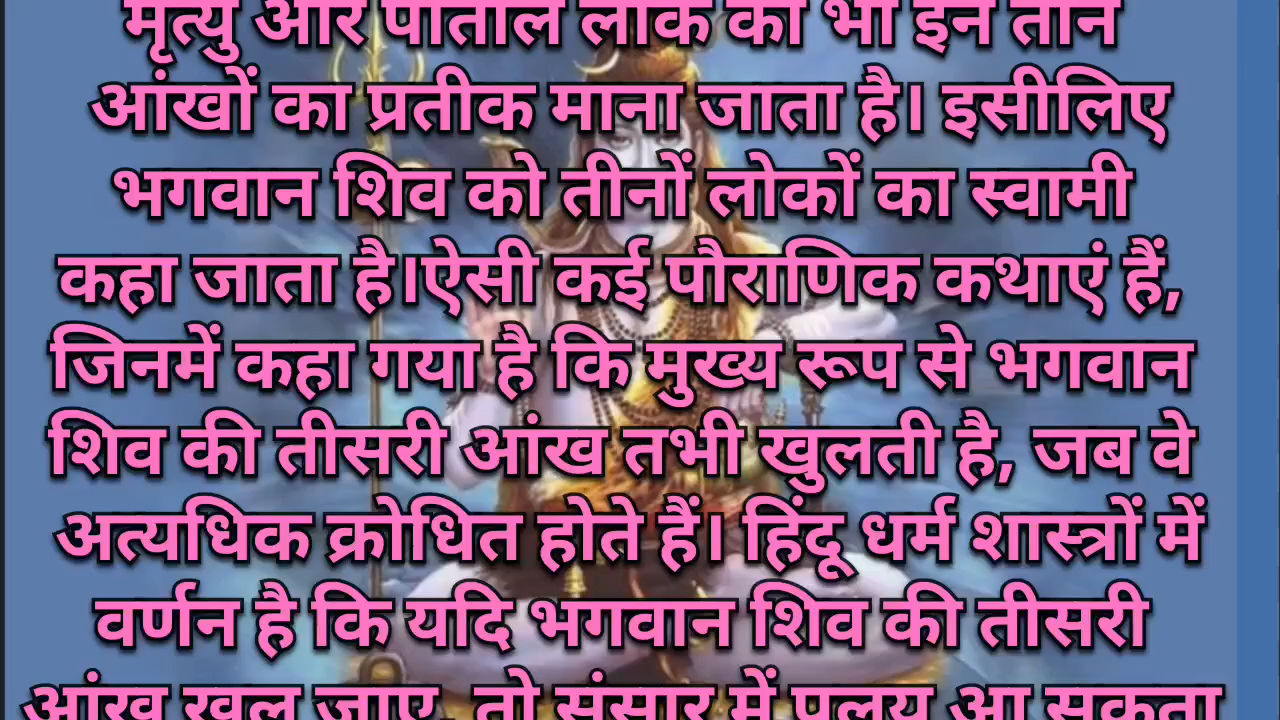 मृत्यु और पाताल लोक को भी इन तीन
आंखों का प्रतीक माना जाता है। इसीलिए
भगवान शिव को तीनों लोकों का स्वामी
कहा जाता है।ऐसी कई पौराणिक कथाएं हैं,
जिनमें कहा गया है कि मुख्य रूप से भगवान
शिव की तीसरी आंख तभी खुलती है, जब वे
अत्यधिक क्रोधित होते हैं। हिंदू धर्म शास्त्रों में
वर्णन है कि यदि भगवान शिव की तीसरी
आंख खुल जाए, तो संसार में प्रलय आ सकता